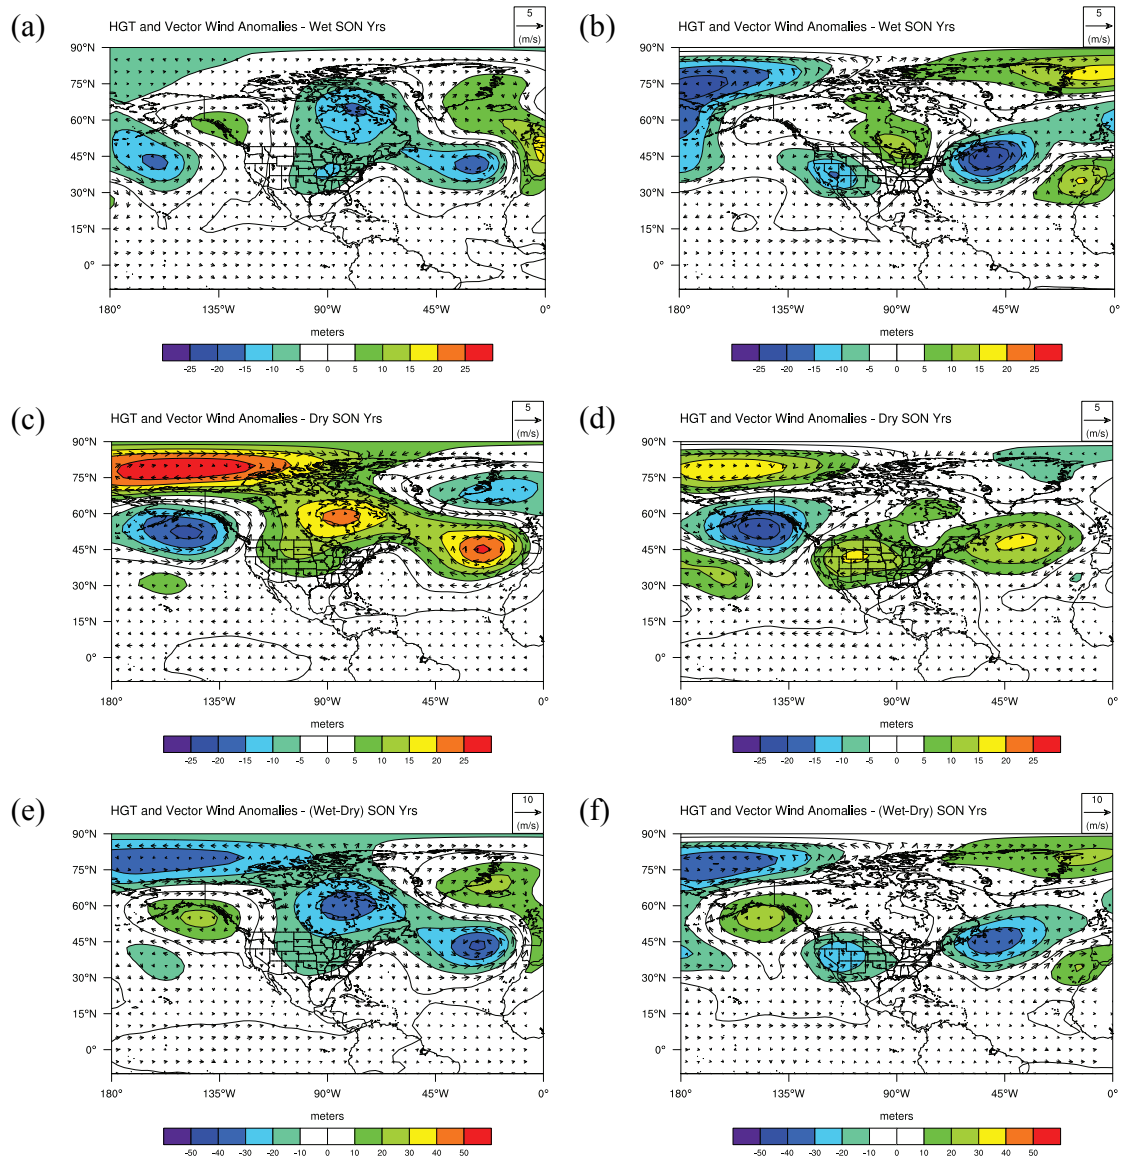 (a)
HGT and Vector Wind Anomalies - Wet SON Yrs
5
(m/s)
90°N
75°N
60°N
45°N
30°N
15°N
0°
180°
135°W
90°W
45°W
0°
meters
-25 -20 -15 -10 -5 0 5 10 15 20 25
(b)
HGT and Vector Wind Anomalies - Wet SON Yrs
5
(m/s)
90°N
75°N
60°N
45°N
30°N
15°N
0°
180°
135°W
90°W
45°W
0°
meters
-25 -20 -15 -10 -5 0 5 10 15 20 25
(c)
HGT and Vector Wind Anomalies - Dry SON Yrs
5
(m/s)
90°N
75°N
60°N
45°N
30°N
15°N
0°
180°
135°W
90°W
45°W
0°
meters
-25 -20 -15 -10 -5 0 5 10 15 20 25
(d)
HGT and Vector Wind Anomalies - Dry SON Yrs
5
(m/s)
90°N
75°N
60°N
45°N
30°N
15°N
0°
180°
135°W
90°W
45°W
0°
meters
-25 -20 -15 -10 -5 0 5 10 15 20 25
(e)
HGT and Vector Wind Anomalies - (Wet-Dry) SON Yrs
10
(m/s)
90°N
75°N
60°N
45°N
30°N
15°N
0°
180°
135°W
90°W
45°W
0°
meters
-50 -40 -30 -20 -10 0 10 20 30 40 50
(f)
HGT and Vector Wind Anomalies - (Wet-Dry) SON Yrs
10
(m/s)
90°N
75°N
60°N
45°N
30°N
15°N
0°
180°
135°W
90°W
45°W
0°
meters
-50 -40 -30 -20 -10 0 10 20 30 40 50